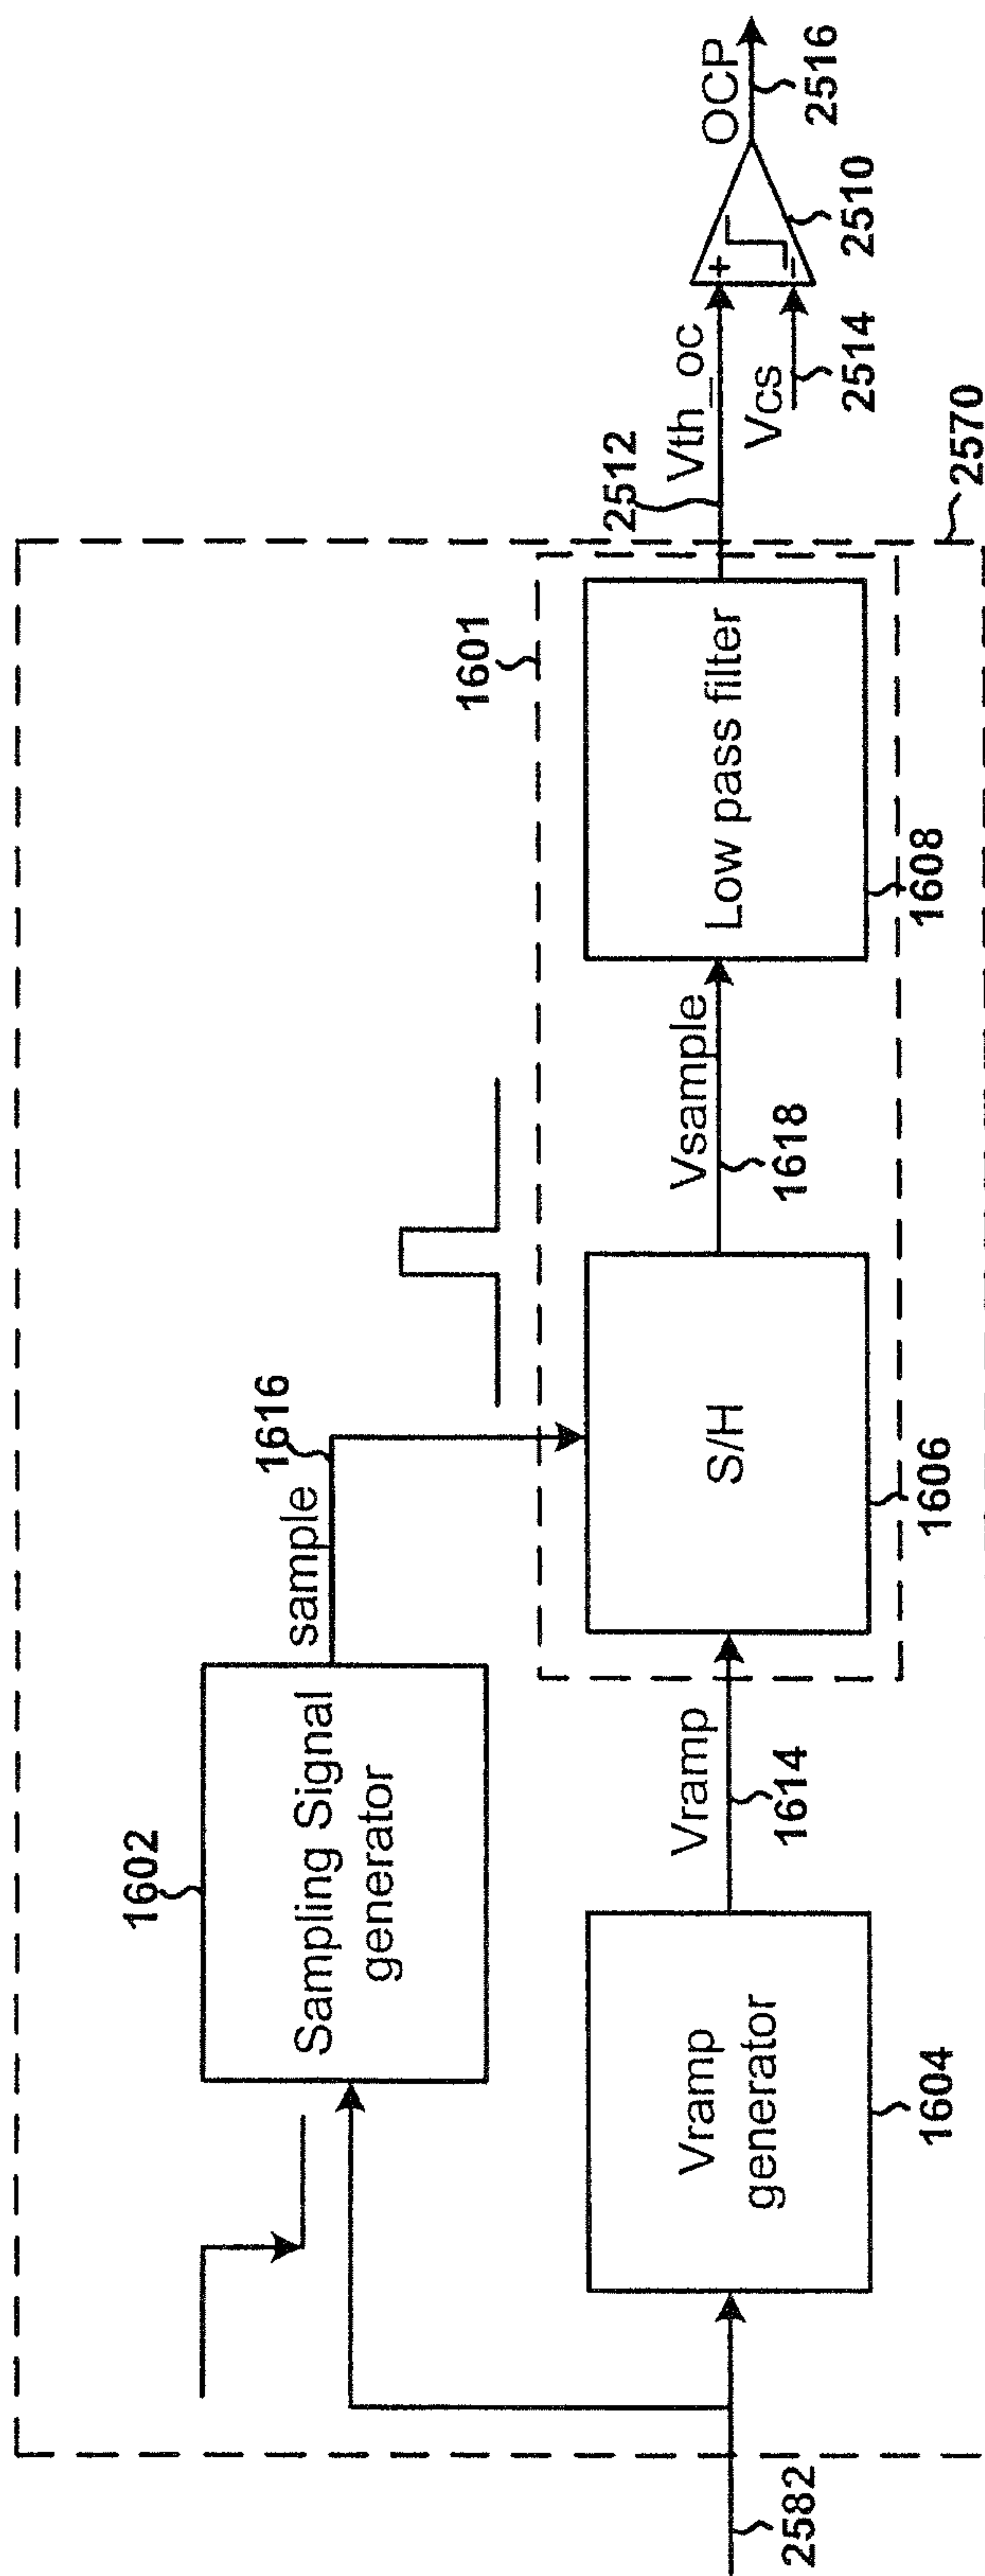 1602
Sampling Signal
generator
sample
1616
2582
Vramp
generator
1604
Vramp
1614
1601
S/H
1606
Vsample
1618
Low pass filter
1608
2570
2512
Vth_oc
Vcs
2514
+
−
2510
OCP
2516